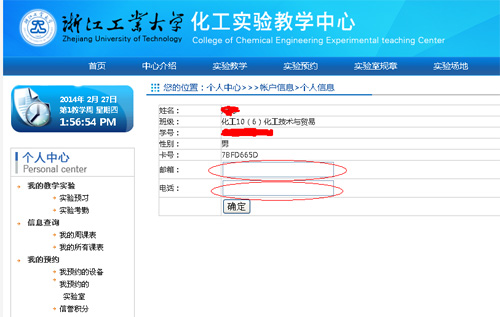 浙江工业大学 化工实验教学中心
Zhejiang University of Technology College of Chemical Engineering Experimental teaching Center
首页 中心介绍 实验教学 实验预约 实验室规章 实验场地
2014年 2月 27日
第1教学周 星期四
1:56:54 PM
您的位置：个人中心>>>帐户信息>个人信息
姓名：
班级： 化工10（6）化工技术与贸易
学号：
性别： 男
卡号： 7BFD665D
邮箱：
电话：
确定
个人中心
Personal center
我的教学实验
实验预习
实验考勤
信息查询
我的周课表
我的所有课表
我的预约
我预约的设备
我预约的
实验室
信誉积分